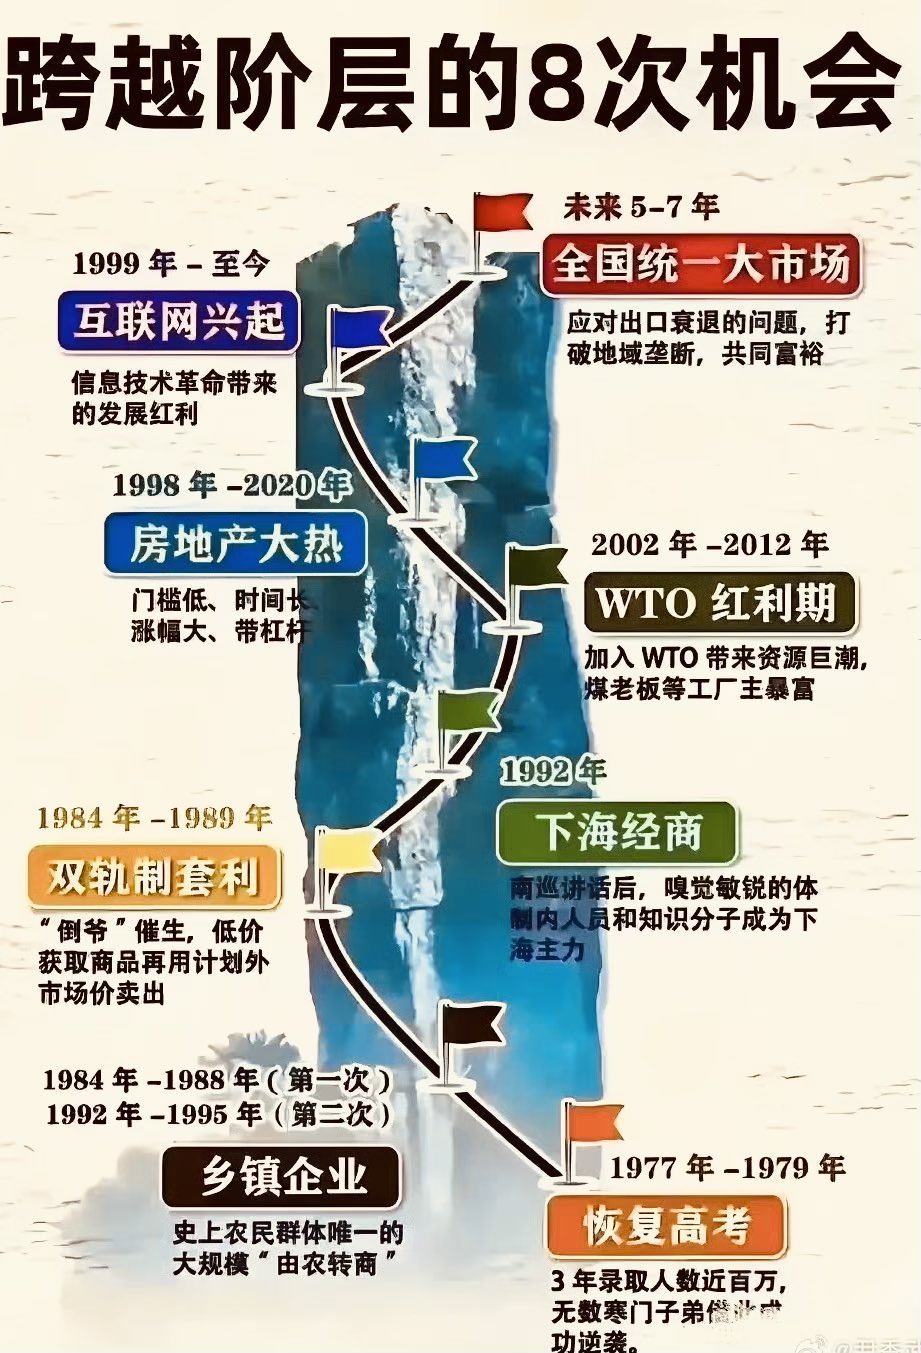 跨越阶层的8次机会
未来 5-7 年
全国统一大市场
应对出口衰退的问题，打
破地域垄断，共同富裕
1999 年 - 至今
互联网兴起
信息技术革命带来
的发展红利
1998 年 -2020 年
房地产大热
门槛低、时间长、
涨幅大、带杠杆
2002 年 -2012 年
WTO 红利期
加入 WTO 带来资源巨潮，
煤老板等工厂主暴富
1992 年
下海经商
南巡讲话后，嗅觉敏锐的体
制内人员和知识分子成为下
海主力
1984 年 -1989 年
双轨制套利
“倒爷”催生，低价
获取商品再用计划外
市场价卖出
1984 年 -1988 年（第一次）
1992 年 -1995 年（第二次）
乡镇企业
史上农民群体唯一的
大规模“由农转商”
1977 年 -1979 年
恢复高考
3 年录取人数近百万，
无数寒门子弟借此成
功逆袭。